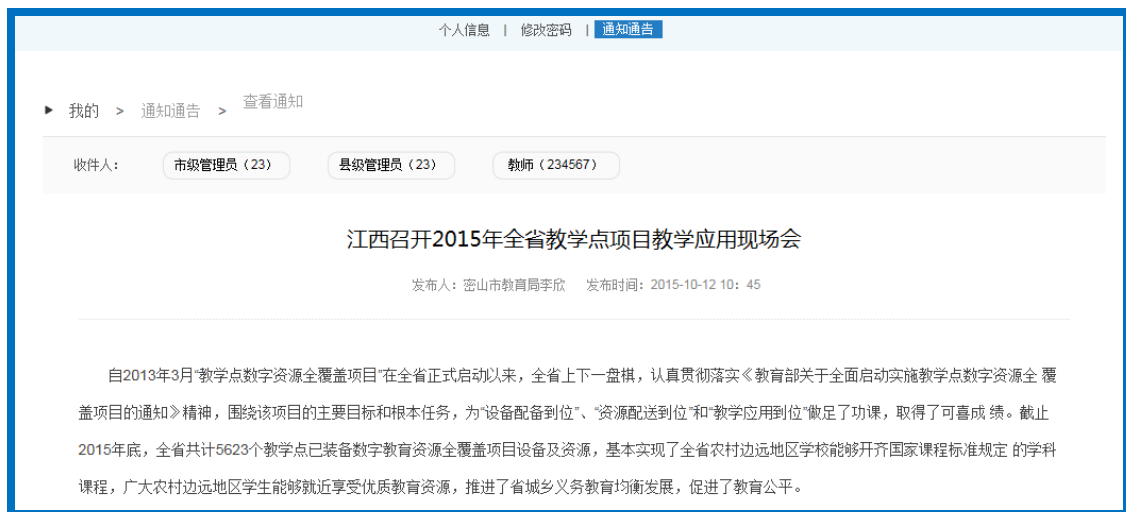 个人信息 | 修改密码 | 通知通告
我的 > 通知通告 > 查看通知
收件人： 市级管理员（23） 县级管理员（23） 教师（234567）
江西召开2015年全省教学点项目教学应用现场会
发布人：密山市教育局李欣 发布时间：2015-10-12 10：45
自2013年3月“教学点数字资源全覆盖项目”在全省正式启动以来，全省上下一盘棋，认真贯彻落实《教育部关于全面启动实施教学点数字资源全 覆
盖项目的通知》精神，围绕该项目的主要目标和根本任务，为“设备配备到位”、“资源配送到位”和“教学应用到位”做足了功课，取得了可喜成 绩。截止
2015年底，全省共计5623个教学点已装备数字教育资源全覆盖项目设备及资源，基本实现了全省农村边远地区学校能够开齐国家课程标准规定 的学科
课程，广大农村边远地区学生能够就近享受优质教育资源，推进了省城乡义务教育均衡发展，促进了教育公平。